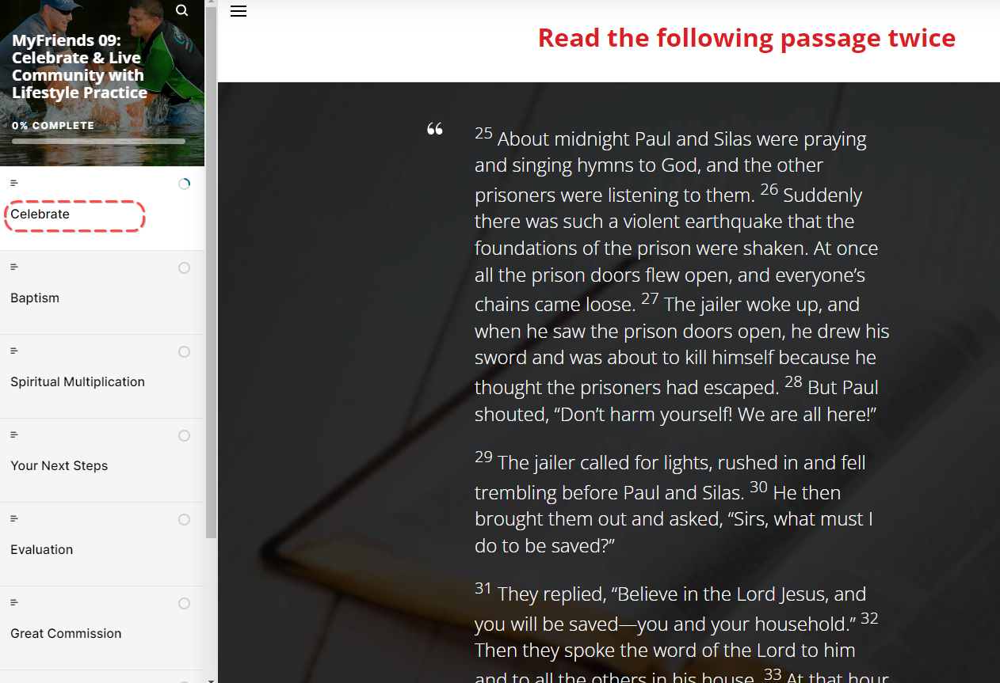 MyFriends 09:
Celebrate & Live
Community with
Lifestyle Practice
0% COMPLETE
Celebrate
Baptism
Spiritual Multiplication
Your Next Steps
Evaluation
Great Commission
Read the following passage twice
“
25 About midnight Paul and Silas were praying
and singing hymns to God, and the other
prisoners were listening to them. 26 Suddenly
there was such a violent earthquake that the
foundations of the prison were shaken. At once
all the prison doors flew open, and everyone’s
chains came loose. 27 The jailer woke up, and
when he saw the prison doors open, he drew his
sword and was about to kill himself because he
thought the prisoners had escaped. 28 But Paul
shouted, “Don’t harm yourself! We are all here!”
29 The jailer called for lights, rushed in and fell
trembling before Paul and Silas. 30 He then
brought them out and asked, “Sirs, what must I
do to be saved?”
31 They replied, “Believe in the Lord Jesus, and
you will be saved—you and your household.” 32
Then they spoke the word of the Lord to him
and to all the others in his house. 33 At that hour